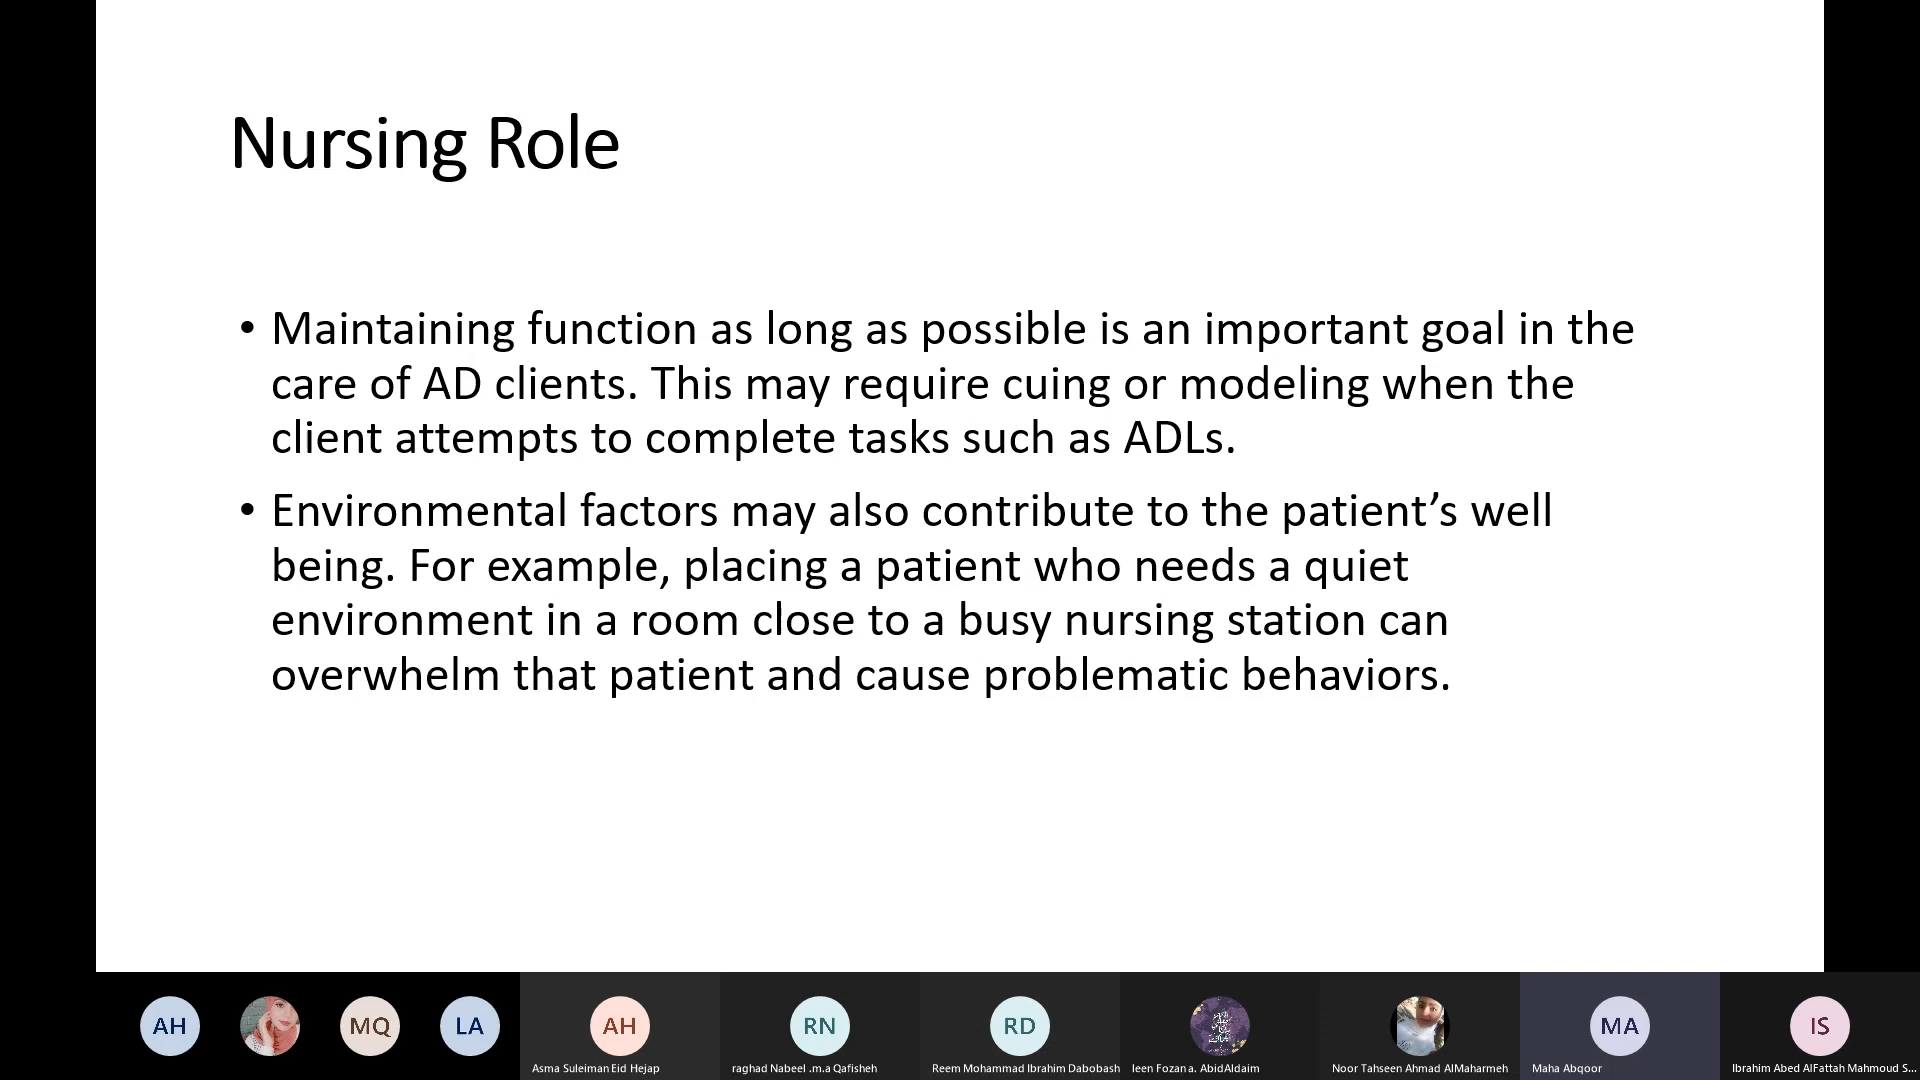 Nursing Role
• Maintaining function as long as possible is an important goal in the
care of AD clients. This may require cuing or modeling when the
client attempts to complete tasks such as ADLs.
• Environmental factors may also contribute to the patient’s well
being. For example, placing a patient who needs a quiet
environment in a room close to a busy nursing station can
overwhelm that patient and cause problematic behaviors.
AH MQ LA AH RN RD MA IS
Asma Suleiman Eid Hejap raghad Nabeel .m.a Qafisheh Reem Mohammad Ibrahim Dabobash leen Fozan a. AbidAldaim Noor Tahseen Ahmad AlMaharmeh Maha Abqoor Ibrahim Abed AlFattah Mahmoud S...